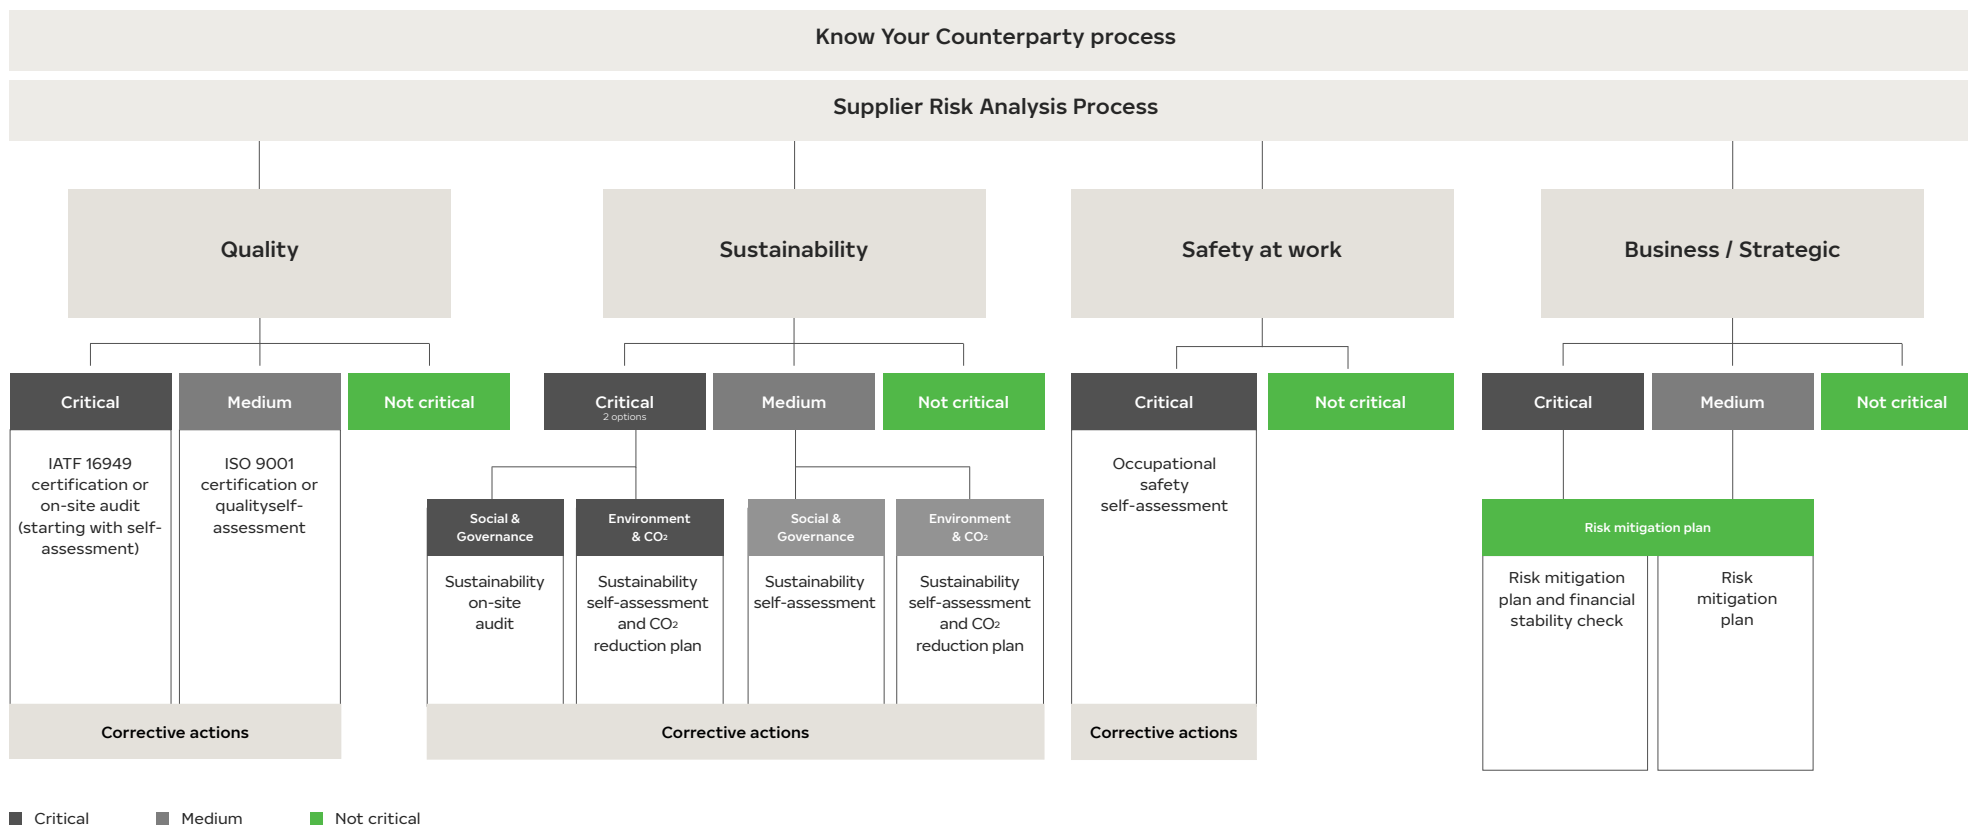 Know Your Counterparty process
Supplier Risk Analysis Process
Quality
Sustainability
Safety at work
Business / Strategic
Critical
Medium
Not critical
Critical
2 options
Medium
Not critical
Critical
Not critical
Critical
Medium
Not critical
IATF 16949
certification or
on-site audit
(starting with self-
assessment)
ISO 9001
certification or
qualityself-
assessment
Social &
Governance
Environment
& CO₂
Social &
Governance
Environment
& CO₂
Sustainability
on-site
audit
Sustainability
self-assessment
and CO₂
reduction plan
Sustainability
self-assessment
Sustainability
self-assessment
and CO₂
reduction plan
Occupational
safety
self-assessment
Risk mitigation plan
Risk mitigation
plan and financial
stability check
Risk
mitigation
plan
Corrective actions
Corrective actions
Corrective actions
Critical
Medium
Not critical